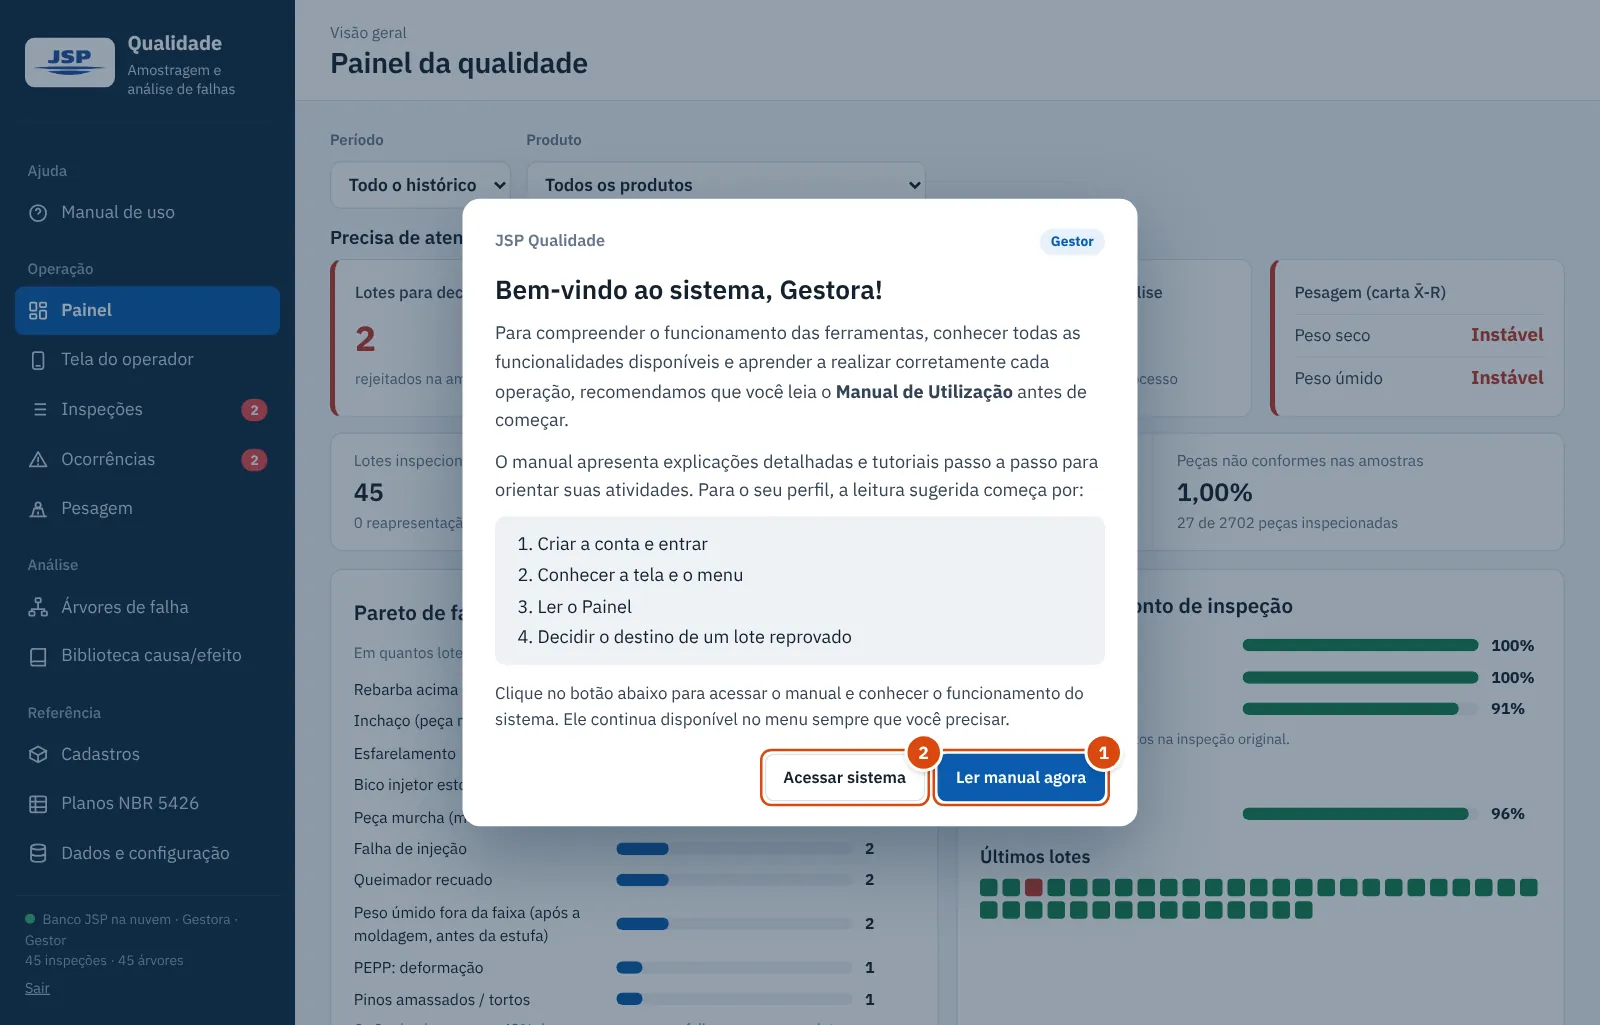 JSP
Qualidade
Amostragem e
análise de falhas
Ajuda
Manual de uso
Operação
Painel
Tela do operador
Inspeções 2
Ocorrências 2
Pesagem
Análise
Árvores de falha
Biblioteca causa/efeito
Referência
Cadastros
Planos NBR 5426
Dados e configuração
Banco JSP na nuvem · Gestora ·
Gestor
45 inspeções · 45 árvores
Sair
Visão geral
Painel da qualidade
Período
Produto
Todo o histórico
Todos os produtos
Precisa de aten
Lotes para dec
2
rejeitados na am
lise
cesso
Pesagem (carta X̄-R)
Peso seco Instável
Peso úmido Instável
Lotes inspecion
45
0 reapresentaçã
Peças não conformes nas amostras
1,00%
27 de 2702 peças inspecionadas
JSP Qualidade
Gestor
Bem-vindo ao sistema, Gestora!
Para compreender o funcionamento das ferramentas, conhecer todas as
funcionalidades disponíveis e aprender a realizar corretamente cada
operação, recomendamos que você leia o Manual de Utilização antes de
começar.
O manual apresenta explicações detalhadas e tutoriais passo a passo para
orientar suas atividades. Para o seu perfil, a leitura sugerida começa por:
1. Criar a conta e entrar
2. Conhecer a tela e o menu
3. Ler o Painel
4. Decidir o destino de um lote reprovado
Clique no botão abaixo para acessar o manual e conhecer o funcionamento do
sistema. Ele continua disponível no menu sempre que você precisar.
Acessar sistema 2
Ler manual agora 1
Pareto de fa
Em quantos lote
Rebarba acima
Inchaço (peça r
Esfarelamento
Bico injetor esto
Peça murcha (m
Falha de injeção 2
Queimador recuado 2
Peso úmido fora da faixa (após a
moldagem, antes da estufa) 2
PEPP: deformação 1
Pinos amassados / tortos 1
onto de inspeção
100%
100%
91%
os na inspeção original.
96%
Últimos lotes